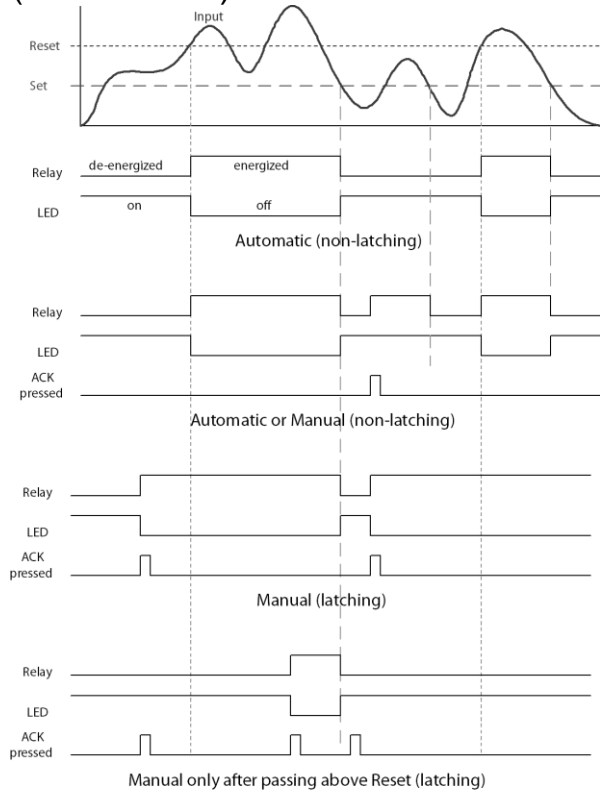 Input
Reset
Set
de-energized energized
Relay
LED
on off
Automatic (non-latching)
Relay
LED
ACK
pressed
Automatic or Manual (non-latching)
Relay
LED
ACK
pressed
Manual (latching)
Relay
LED
ACK
pressed
Manual only after passing above Reset (latching)